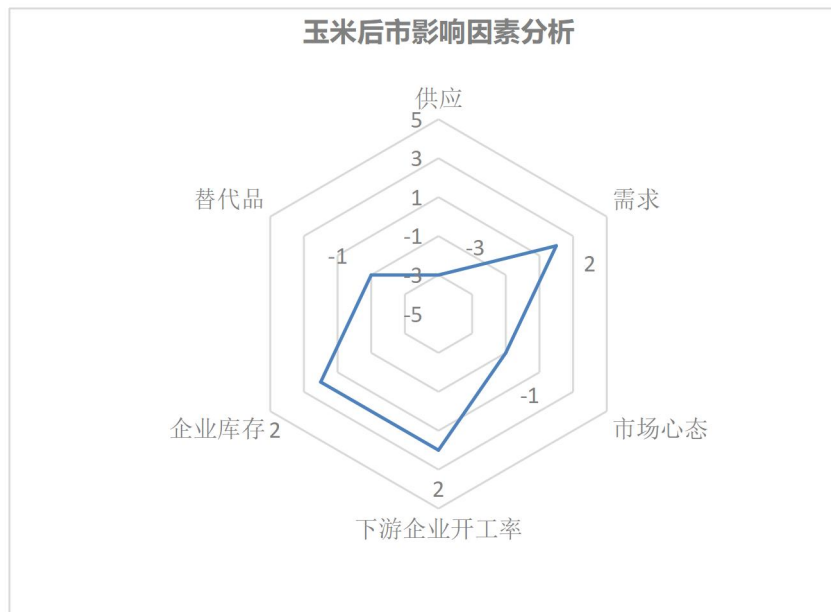 玉米后市影响因素分析
供应
5
3
替代品
需求
1
-1
-3
-1
2
-3
-5
-1
企业库存 2
市场心态
2
下游企业开工率